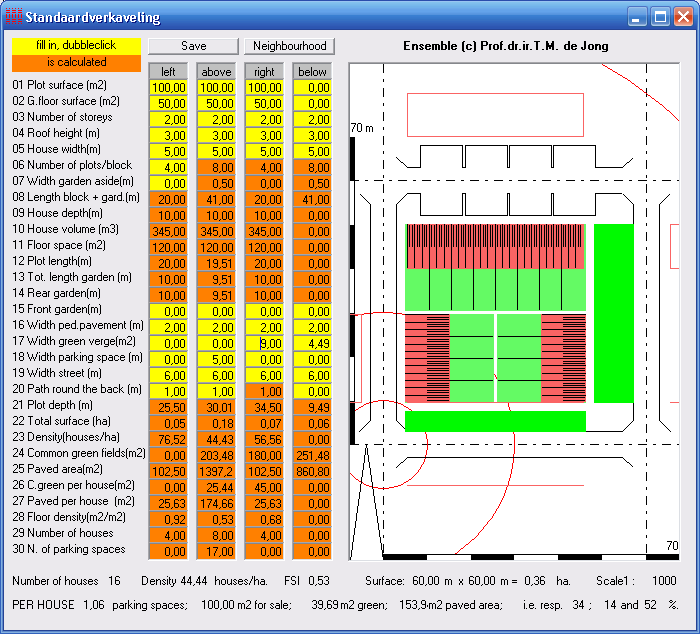 Standaardverkaveling
fill in, dubbleclick
is calculated
Save
Neighbourhood
Ensemble (c) Prof.dr.ir.T.M. de Jong
left above right below
01 Plot surface (m2) 100,00 100,00 100,00 0,00
02 G.floor surface (m2) 50,00 50,00 50,00 0,00
03 Number of storeys 2,00 2,00 2,00 2,00
04 Roof height (m) 3,00 3,00 3,00 3,00
05 House width(m) 5,00 5,00 5,00 5,00
06 Number of plots/block 4,00 8,00 4,00 8,00
07 Width garden aside(m) 0,00 0,50 0,00 0,50
08 Length block + gard.(m) 20,00 41,00 20,00 41,00
09 House depth(m) 10,00 10,00 10,00 0,00
10 House volume (m3) 345,00 345,00 345,00 0,00
11 Floor space (m2) 120,00 120,00 120,00 0,00
12 Plot length(m) 20,00 19,51 20,00 0,00
13 Tot. length garden (m) 10,00 9,51 10,00 0,00
14 Rear garden(m) 10,00 9,51 10,00 0,00
15 Front garden(m) 0,00 0,00 0,00 0,00
16 Width ped.pavement (m) 2,00 2,00 2,00 2,00
17 Width green verge(m2) 0,00 0,00 9,00 4,49
18 Width parking space (m) 0,00 5,00 0,00 0,00
19 Width street (m) 6,00 6,00 6,00 6,00
20 Path round the back (m) 1,00 1,00 1,00 0,00
21 Plot depth (m) 25,50 30,01 34,50 9,49
22 Total surface (ha) 0,05 0,18 0,07 0,06
23 Density(houses/ha) 76,52 44,43 56,56 0,00
24 Common green fields(m2) 0,00 203,48 180,00 251,48
25 Paved area(m2) 102,50 1397,2 102,50 860,80
26 C.green per house(m2) 0,00 25,44 45,00 0,00
27 Paved per house (m2) 25,63 174,66 25,63 0,00
28 Floor density(m2/m2) 0,92 0,53 0,68 0,00
29 Number of houses 4,00 8,00 4,00 0,00
30 N. of parking spaces 0,00 17,00 0,00 0,00
70 m
70
Number of houses 16 Density 44,44 houses/ha. FSI 0,53 Surface: 60,00 m x 60,00 m = 0,36 ha. Scale1 : 1000
PER HOUSE 1,06 parking spaces; 100,00 m2 for sale; 39,69 m2 green; 153,9 m2 paved area; i.e. resp. 34 ; 14 and 52 %.